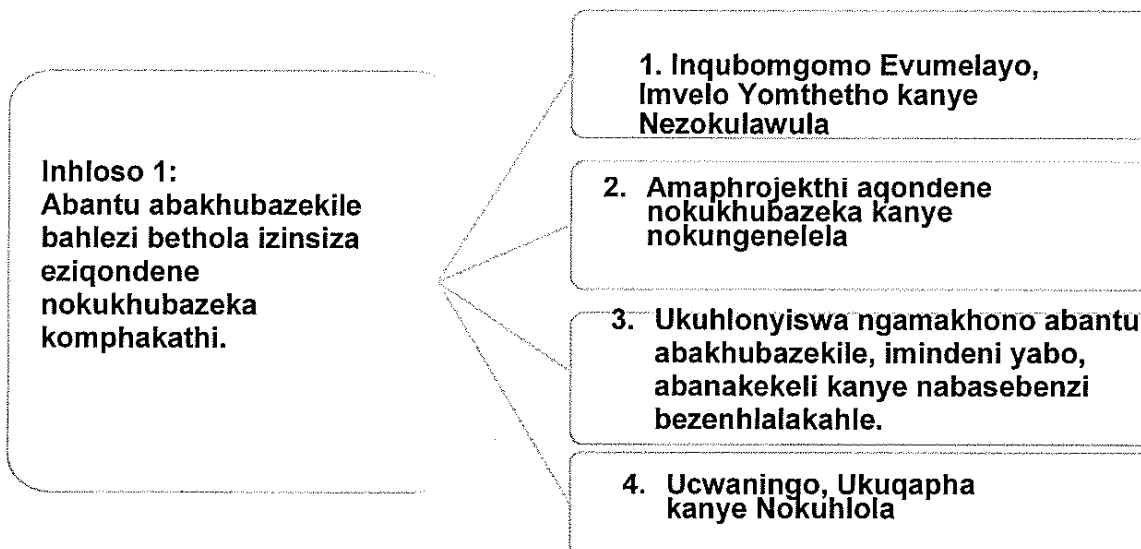 Inhloso 1:
Abantu abakhubazekile
bahlezi bethola izinsiza
eziqondene
nokukhubazeka
komphakathi.
1. Inqubomgomo Evumelayo,
Imvelo Yomthetho kanye
Nezokulawula
2. Amaphrojekthi aqondene
nokukhubazeka kanye
nokungenelela
3. Ukuhlonyiswa ngamakhono abantu
abakhubazekile, imindeni yabo,
abanakekeli kanye nabasebenzi
bezenhlalakahle.
4. Ucwaningo, Ukuqapha
kanye Nokuhlola